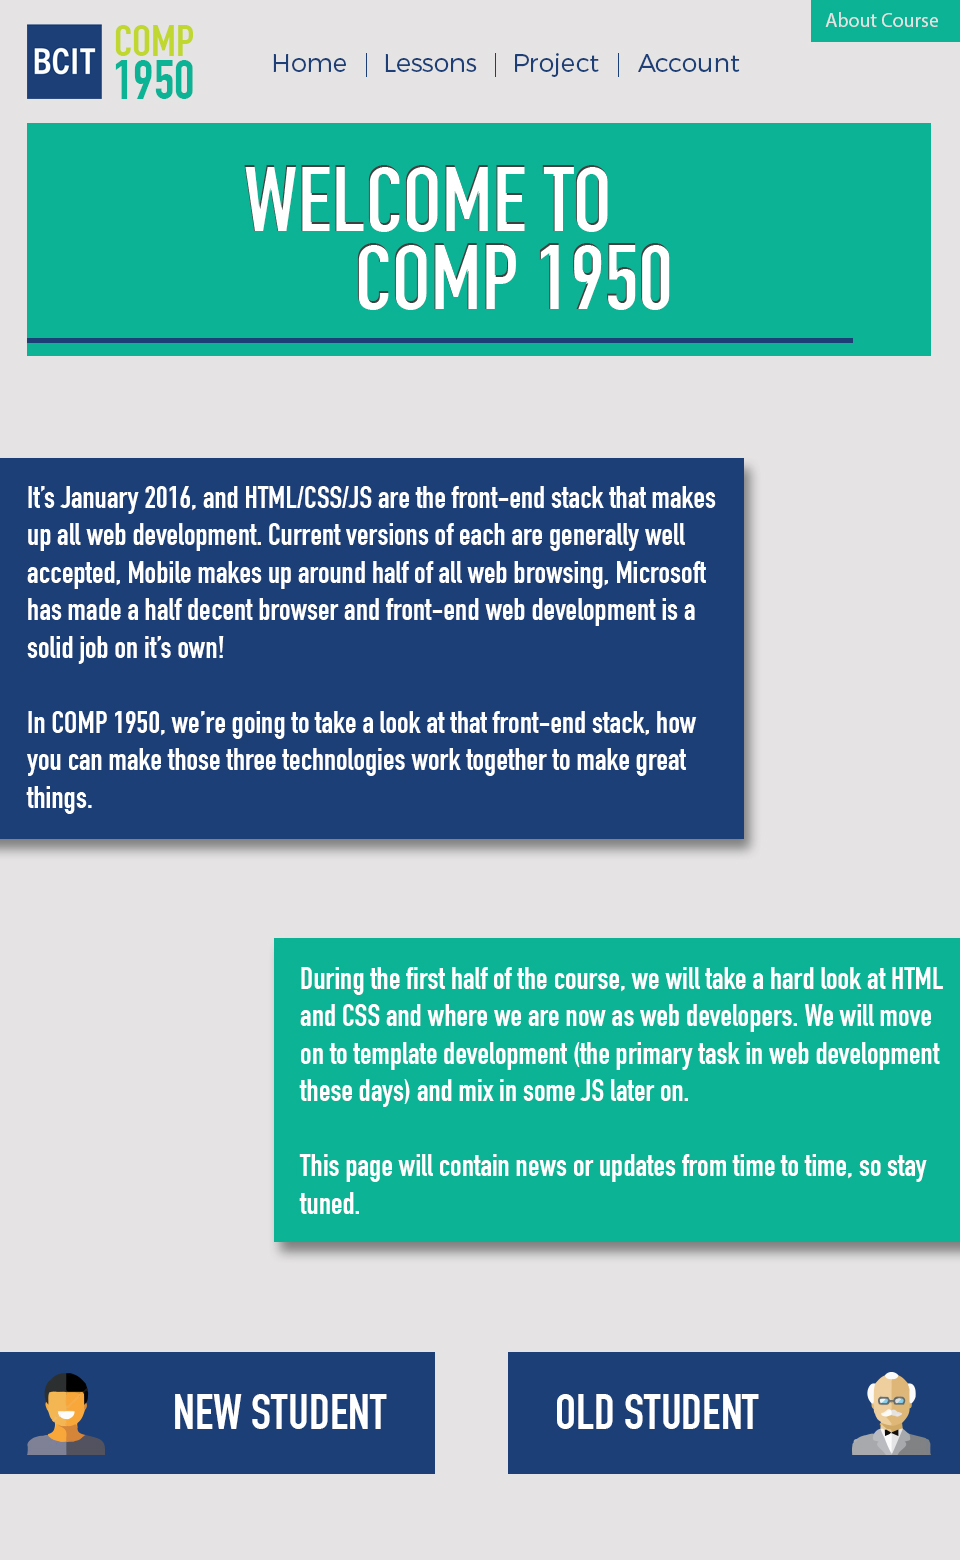 About Course
BCIT
COMP
1950
Home
Lessons
Project
Account
WELCOME TO
COMP 1950
It's January 2016, and HTML/CSS/JS are the front-end stack that makes
up all web development. Current versions of each are generally well
accepted, Mobile makes up around half of all web browsing, Microsoft
has made a half decent browser and front-end web development is a
solid job on it's own!
In COMP 1950, we're going to take a look at that front-end stack, how
you can make those three technologies work together to make great
things.
During the first half of the course, we will take a hard look at HTML
and CSS and where we are now as web developers. We will move
on to template development (the primary task in web development
these days) and mix in some JS later on.
This page will contain news or updates from time to time, so stay
tuned.
NEW STUDENT
OLD STUDENT